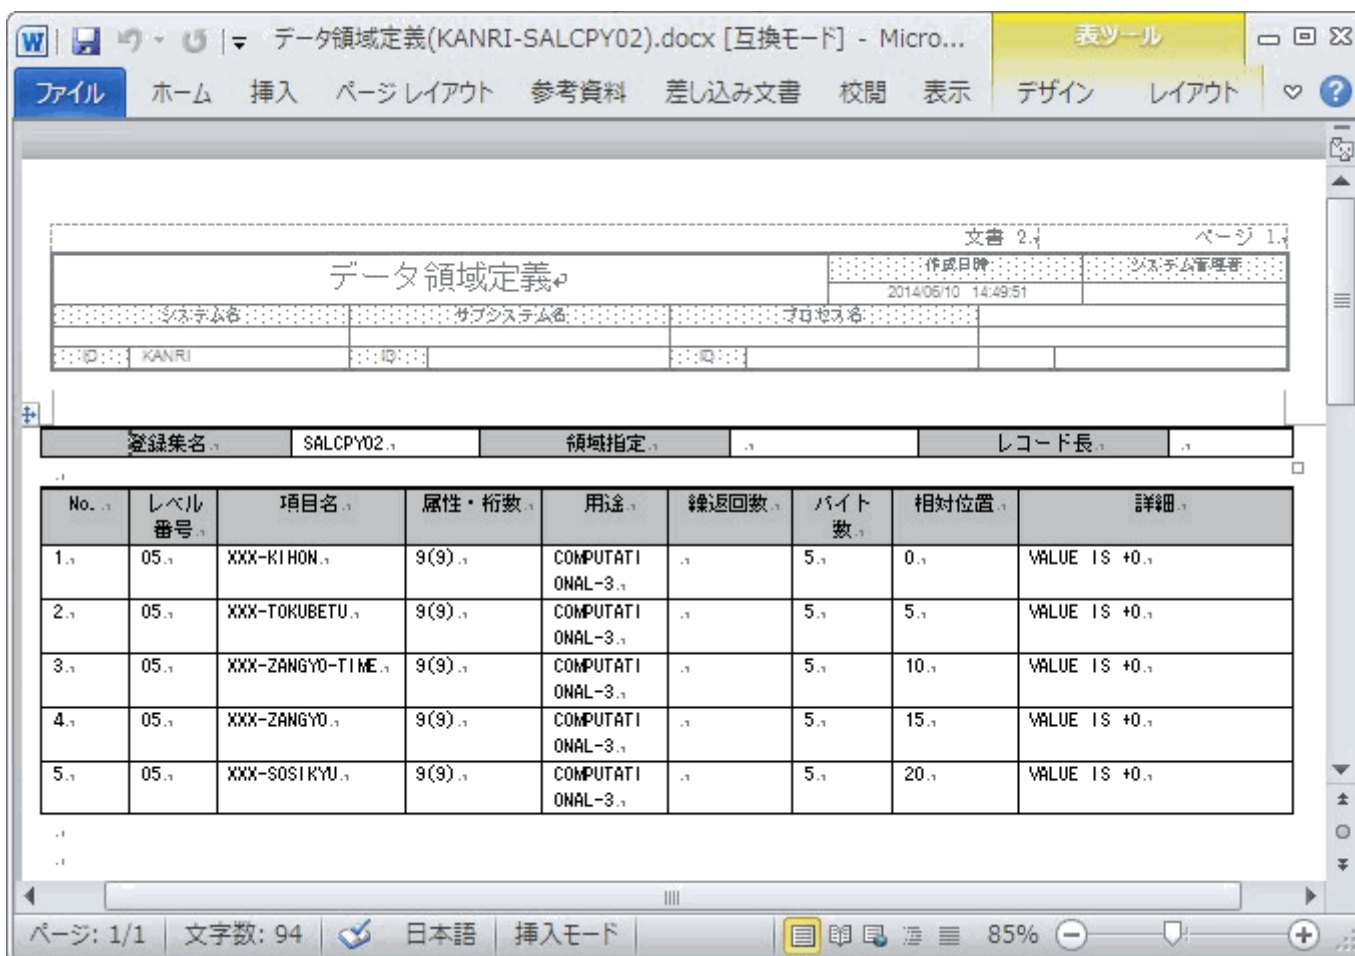 データ領域定義(KANRI-SALCPY02).docx [互換モード] - Micro...
表ツール
ファイル ホーム 挿入 ページ レイアウト 参考資料 差し込み文書 校閲 表示 デザイン レイアウト
文書 2 ページ 1
データ領域定義 作成日時 システム管理者
2014/06/10 14:49:51
システム名 サブシステム名 プロセス名
ID KANRI ID ID
登録集名 SALCPY02 領域指定 レコード長
No. レベル番号 項目名 属性・桁数 用途 繰返回数 バイト数 相対位置 詳細
1 05 XXX-KIHON 9(9) COMPUTATIONAL-3 5 0 VALUE IS +0
2 05 XXX-TOKUBETU 9(9) COMPUTATIONAL-3 5 5 VALUE IS +0
3 05 XXX-ZANGYO-TIME 9(9) COMPUTATIONAL-3 5 10 VALUE IS +0
4 05 XXX-ZANGYO 9(9) COMPUTATIONAL-3 5 15 VALUE IS +0
5 05 XXX-SOSIKYU 9(9) COMPUTATIONAL-3 5 20 VALUE IS +0
ページ: 1/1 文字数: 94 日本語 挿入モード 85%